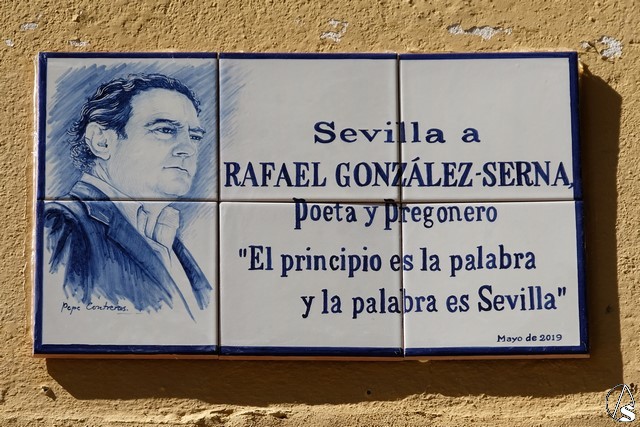 Sevilla a
RAFAEL GONZÁLEZ-SERNA,
Poeta y Pregonero
"El principio es la palabra
y la palabra es Sevilla"
Pepe Contreras.
Mayo de 2019